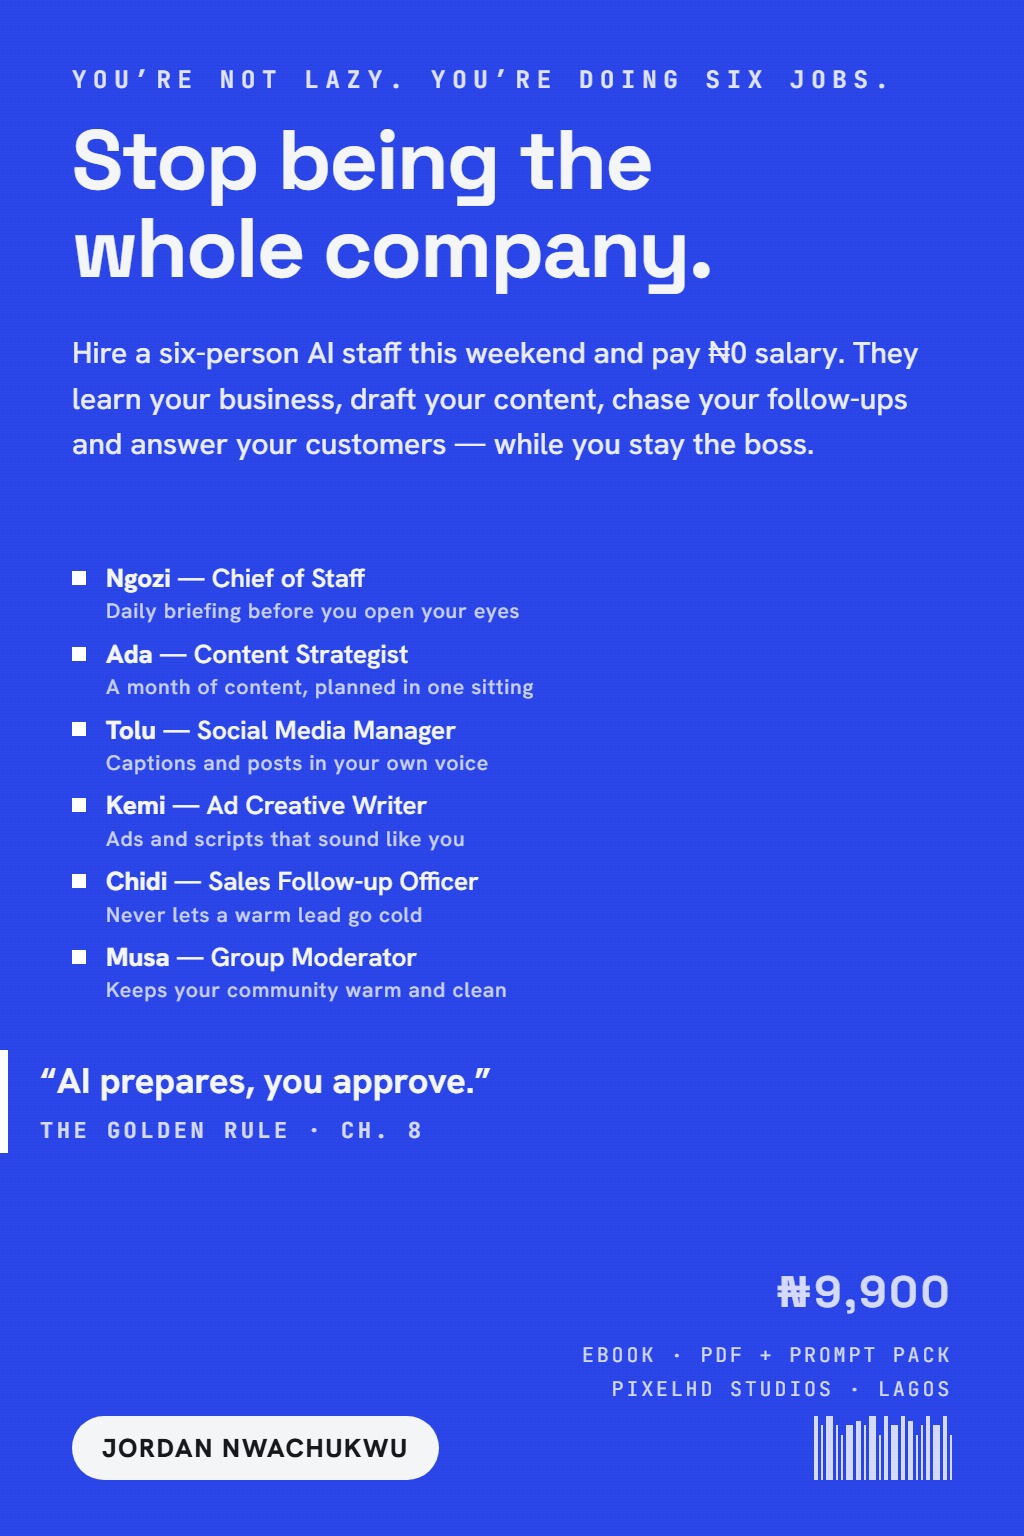 YOU’RE NOT LAZY. YOU’RE DOING SIX JOBS.
Stop being the
whole company.
Hire a six-person AI staff this weekend and pay ₦0 salary. They
learn your business, draft your content, chase your follow-ups
and answer your customers — while you stay the boss.
Ngozi — Chief of Staff
Daily briefing before you open your eyes
Ada — Content Strategist
A month of content, planned in one sitting
Tolu — Social Media Manager
Captions and posts in your own voice
Kemi — Ad Creative Writer
Ads and scripts that sound like you
Chidi — Sales Follow-up Officer
Never lets a warm lead go cold
Musa — Group Moderator
Keeps your community warm and clean
“AI prepares, you approve.”
THE GOLDEN RULE · CH. 8
₦9,900
EBOOK · PDF + PROMPT PACK
PIXELHD STUDIOS · LAGOS
JORDAN NWACHUKWU